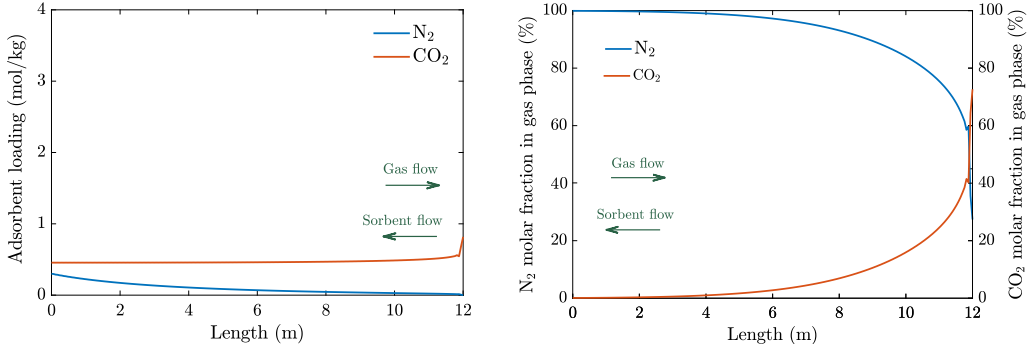 Adsorbent loading (mol/kg)
4
3
2
1
0
N₂
CO₂
Gas flow
Sorbent flow
0 2 4 6 8 10 12
Length (m)
N₂ molar fraction in gas phase (%)
100
80
60
40
20
0
N₂
CO₂
Gas flow
Sorbent flow
0 2 4 6 8 10 12
Length (m)
100
80
60
40
20
0
CO₂ molar fraction in gas phase (%)